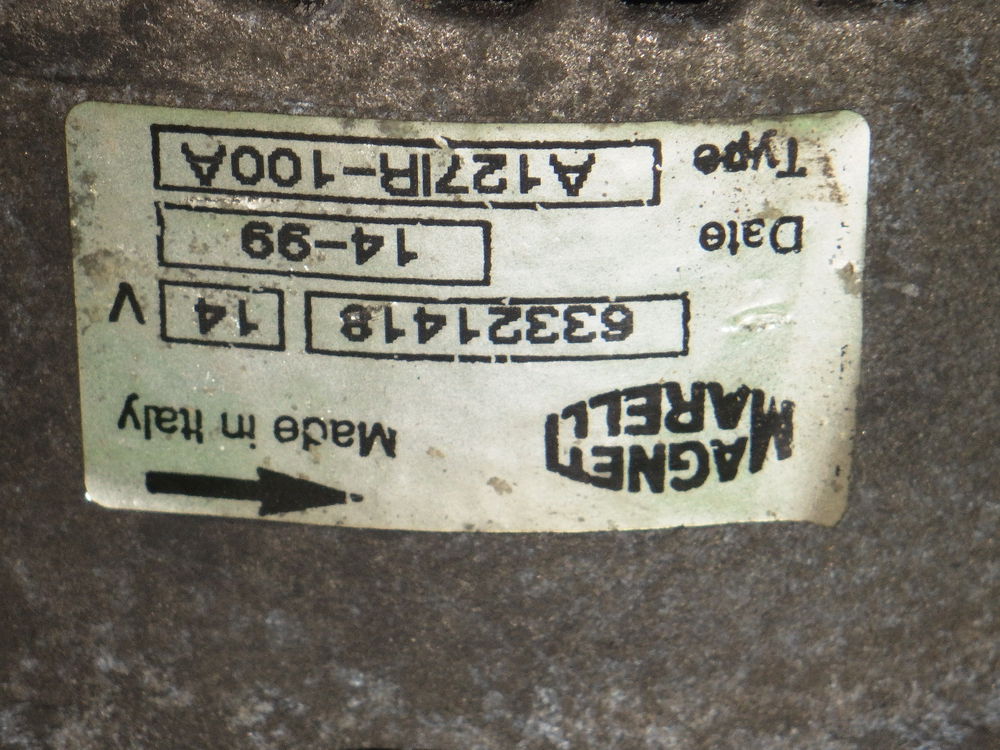 MAGNETI
MARELLI
Made in Italy
63321418 14 V
Date 14-99
Type A127IR-100A